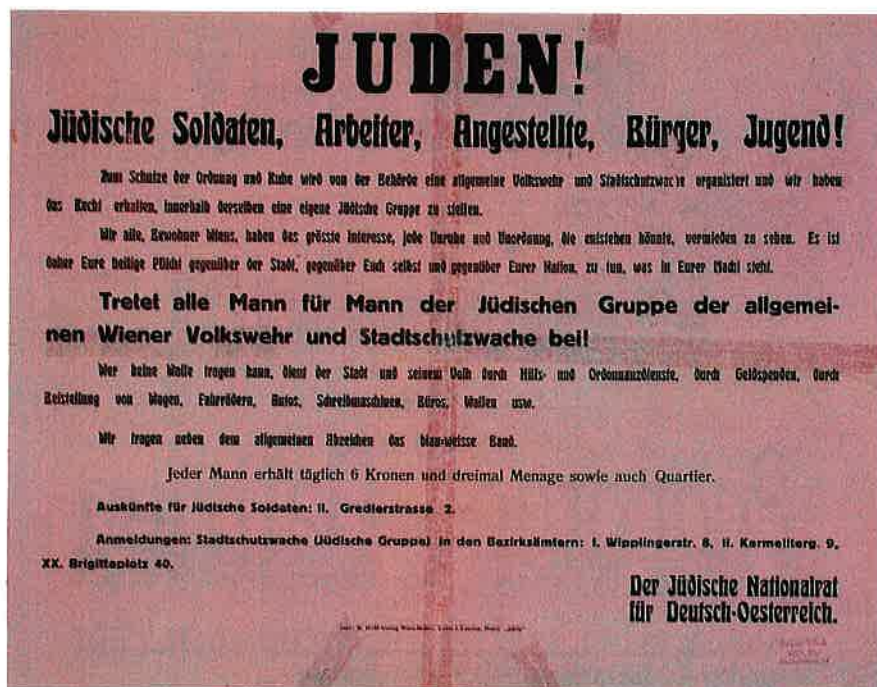 JUDEN!
Jüdische Soldaten, Arbeiter, Angestellte, Bürger, Jugend!
Zum Schutze der Ordnung und Ruhe wird von der Behörde eine allgemeine Volkswehr und Stadtschutzwache organisiert und wir haben
das Recht erhalten, innerhalb derselben eine eigene Jüdische Gruppe zu stellen.
Wir alle, Bewohner Wiens, haben das grösste Interesse, jede Unruhe und Unordnung, die entstehen könnte, vermieden zu sehen. Es ist
daher Eure heilige Pflicht gegenüber der Stadt, gegenüber Euch selbst und gegenüber Eurer Nation, zu tun, was in Eurer Macht steht.
Tretet alle Mann für Mann der Jüdischen Gruppe der allgemei-
nen Wiener Volkswehr und Stadtschutzwache bei!
Wer keine Waffe tragen kann, dient der Stadt und seinem Volk durch Hilfs- und Ordonnanzdienste, durch Geldspenden, durch
Beistellung von Wagen, Fahrrädern, Autos, Schreibmaschinen, Büros, Waffen usw.
Wir tragen neben dem allgemeinen Abzeichen das blau-weisse Band.
Jeder Mann erhält täglich 6 Kronen und dreimal Menage sowie auch Quartier.
Auskünfte für Jüdische Soldaten: II. Gredlerstrasse 2.
Anmeldungen: Stadtschutzwache (Jüdische Gruppe) in den Bezirksämtern: I. Wipplingerstr. 8, II. Karmeliterg. 9,
XX. Brigittaplatz 40.
Der Jüdische Nationalrat
für Deutsch-Oesterreich.